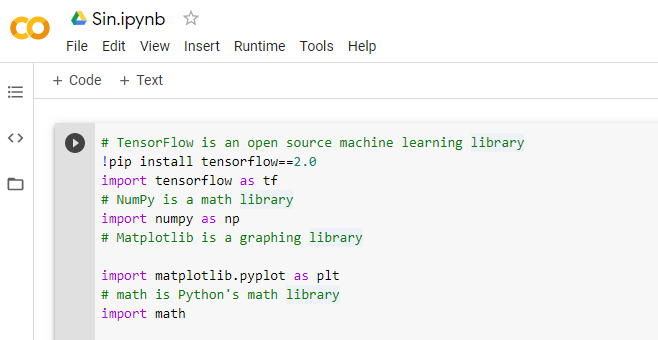 Sin.ipynb
File Edit View Insert Runtime Tools Help
+ Code + Text
# TensorFlow is an open source machine learning library
!pip install tensorflow==2.0
import tensorflow as tf
# NumPy is a math library
import numpy as np
# Matplotlib is a graphing library
import matplotlib.pyplot as plt
# math is Python's math library
import math